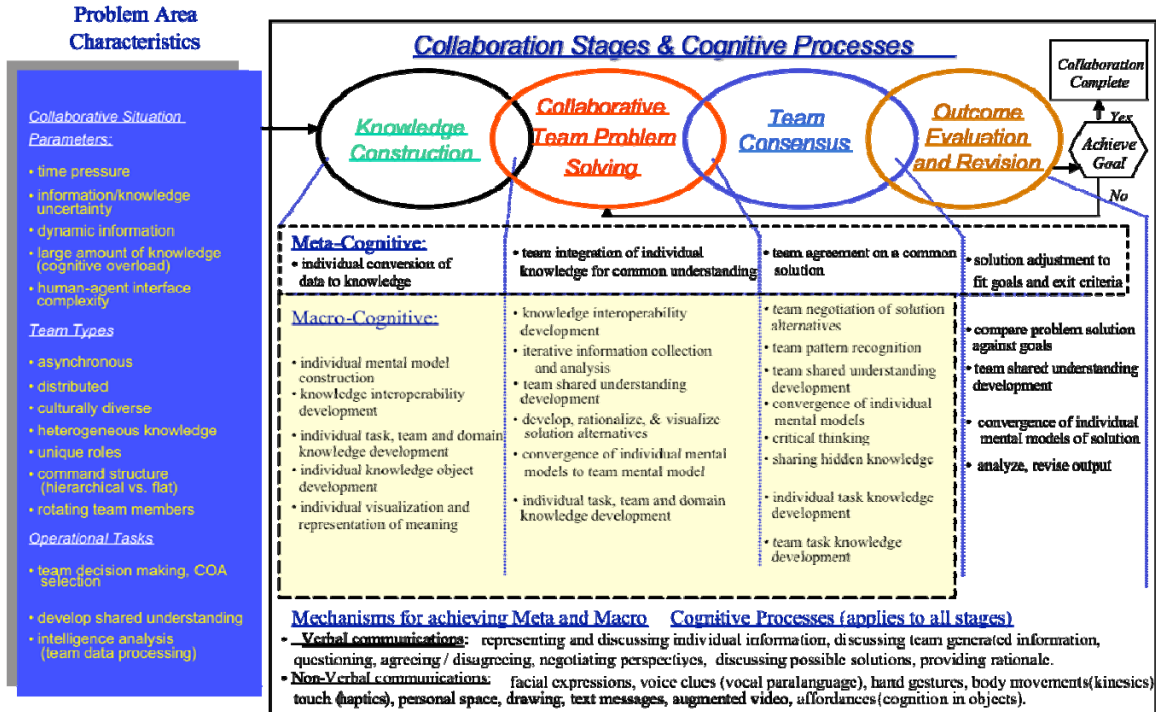 Problem Area
Characteristics
Collaborative Situation
Parameters:
• time pressure
• information/knowledge
uncertainty
• dynamic information
• large amount of knowledge
(cognitive overload)
• human-agent interface
complexity
Team Types
• asynchronous
• distributed
• culturally diverse
• heterogeneous knowledge
• unique roles
• command structure
(hierarchical vs. flat)
• rotating team members
Operational Tasks
• team decision making, COA
selection
• develop shared understanding
• intelligence analysis
(team data processing)
Collaboration Stages & Cognitive Processes
Knowledge
Construction
Collaborative
Team Problem
Solving
Team
Consensus
Outcome
Evaluation
and Revision
Collaboration
Complete
Yes
Achieve
Goal
No
Meta-Cognitive:
• individual conversion of
data to knowledge
• team integration of individual
knowledge for common understanding
• team agreement on a common
solution
• solution adjustment to
fit goals and exit criteria
Macro-Cognitive:
• individual mental model
construction
• knowledge interoperability
development
• individual task, team and domain
knowledge development
• individual knowledge object
development
• individual visualization and
representation of meaning
• knowledge interoperability
development
• iterative information collection
and analysis
• team shared understanding
development
• develop, rationalize, & visualize
solution alternatives
• convergence of individual mental
models to team mental model
• individual task, team and domain
knowledge development
• team negotiation of solution
alternatives
• team pattern recognition
• team shared understanding
development
• convergence of individual
mental models
• critical thinking
• sharing hidden knowledge
• individual task knowledge
development
• team task knowledge
development
• compare problem solution
against goals
• team shared understanding
development
• convergence of individual
mental models of solution
• analyze, revise output
Mechanisms for achieving Meta and Macro Cognitive Processes (applies to all stages)
• Verbal communications: representing and discussing individual information, discussing team generated information,
questioning, agreeing / disagreeing, negotiating perspectives, discussing possible solutions, providing rationale.
• Non-Verbal communications: facial expressions, voice clues (vocal paralanguage), hand gestures, body movements(kinesics)
touch (haptics), personal space, drawing, text messages, augmented video, affordances(cognition in objects).